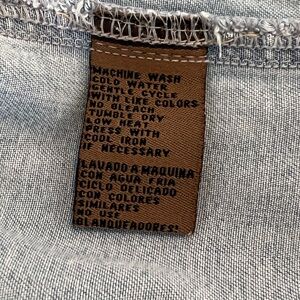 MACHINE WASH
COLD WATER
GENTLE CYCLE
WITH LIKE COLORS
NO BLEACH
TUMBLE DRY
LOW HEAT
PRESS WITH
COOL IRON
IF NECESSARY
LAVADO A MAQUINA
CON AGUA FRIA
CICLO DELICADO
CON COLORES
SIMILARES
NO USE
BLANQUEADORES!